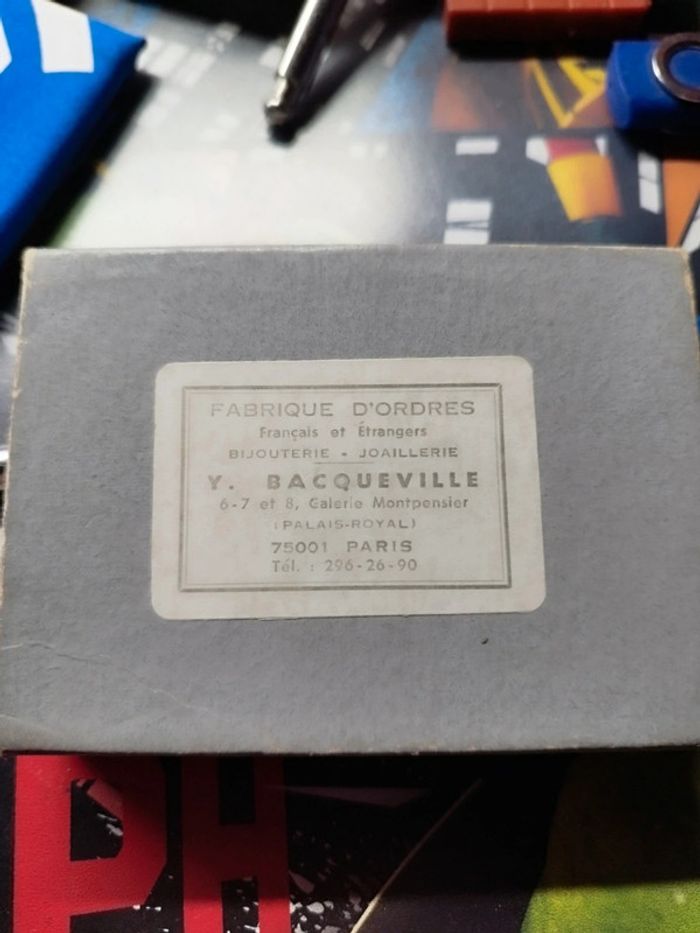 FABRIQUE D'ORDRES
Français et Étrangers
BIJOUTERIE - JOAILLERIE
Y. BACQUEVILLE
6-7 et 8, Galerie Montpensier
(PALAIS-ROYAL)
75001 PARIS
Tél. : 296-26-90
PH